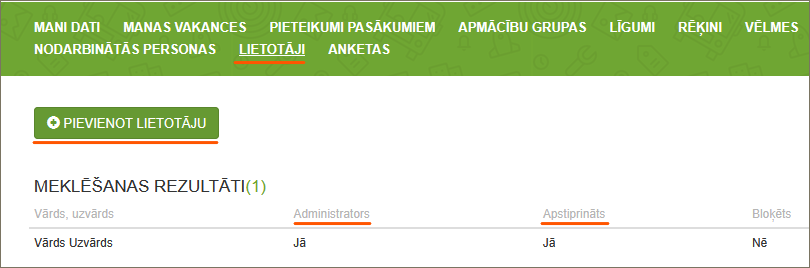 MANI DATI MANAS VAKANCES PIETEIKUMI PASĀKUMIEM APMĀCĪBU GRUPAS LĪGUMI RĒĶINI VĒLMES
NODARBINĀTĀS PERSONAS LIETOTĀJI ANKETAS
PIEVIENOT LIETOTĀJU
MEKLĒŠANAS REZULTĀTI(1)
Vārds, uzvārds Administrators Apstiprināts Bloķēts
Vārds Uzvārds Jā Jā Nē